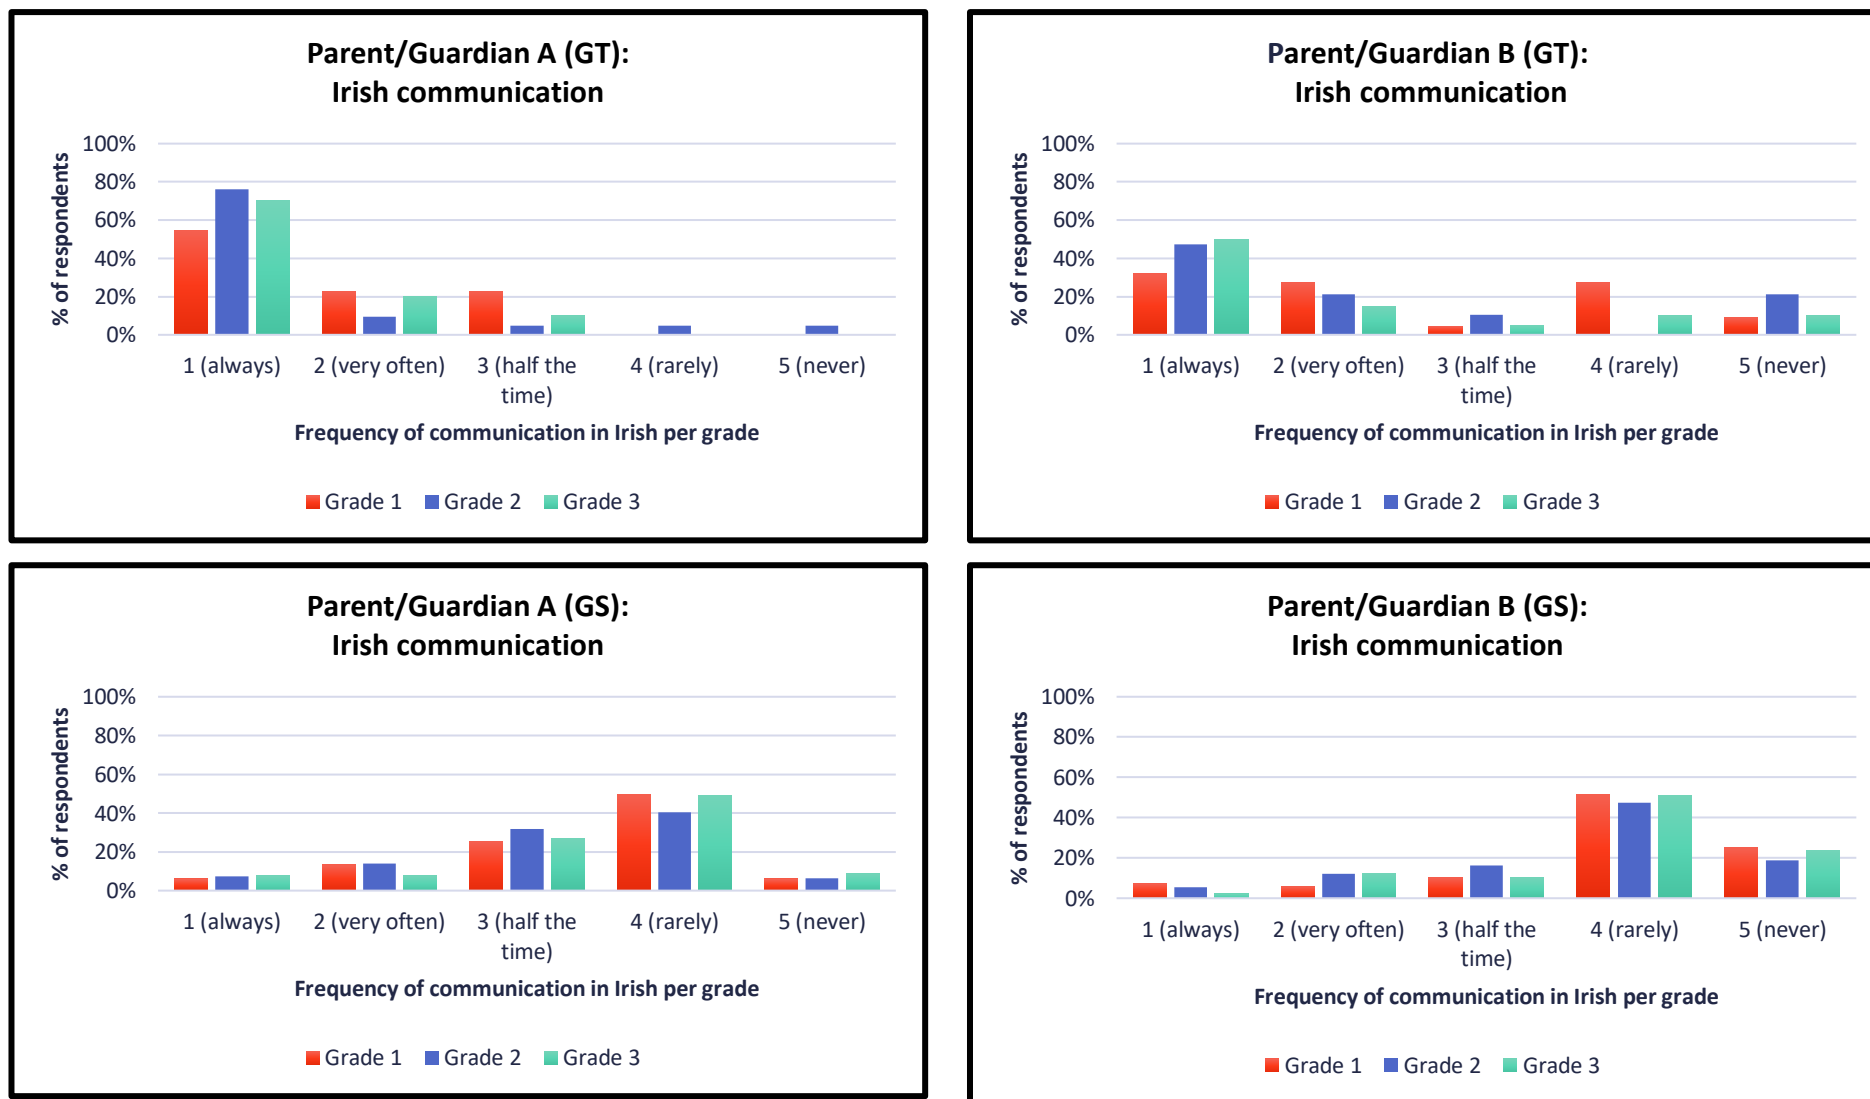 Parent/Guardian A (GT):
Irish communication
% of respondents
100%
80%
60%
40%
20%
0%
1 (always)
2 (very often)
3 (half the
time)
4 (rarely)
5 (never)
Frequency of communication in Irish per grade
Grade 1
Grade 2
Grade 3
Parent/Guardian B (GT):
Irish communication
% of respondents
100%
80%
60%
40%
20%
0%
1 (always)
2 (very often)
3 (half the
time)
4 (rarely)
5 (never)
Frequency of communication in Irish per grade
Grade 1
Grade 2
Grade 3
Parent/Guardian A (GS):
Irish communication
% of respondents
100%
80%
60%
40%
20%
0%
1 (always)
2 (very often)
3 (half the
time)
4 (rarely)
5 (never)
Frequency of communication in Irish per grade
Grade 1
Grade 2
Grade 3
Parent/Guardian B (GS):
Irish communication
% of respondents
100%
80%
60%
40%
20%
0%
1 (always)
2 (very often)
3 (half the
time)
4 (rarely)
5 (never)
Frequency of communication in Irish per grade
Grade 1
Grade 2
Grade 3